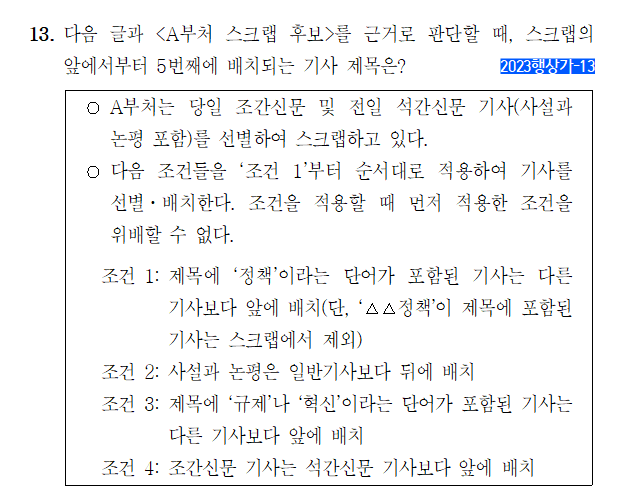 13. 다음 글과 <A부처 스크랩 후보>를 근거로 판단할 때, 스크랩의
앞에서부터 5번째에 배치되는 기사 제목은? 2023행상가-13
○ A부처는 당일 조간신문 및 전일 석간신문 기사(사설과
논평 포함)를 선별하여 스크랩하고 있다.
○ 다음 조건들을 ‘조건 1’부터 순서대로 적용하여 기사를
선별·배치한다. 조건을 적용할 때 먼저 적용한 조건을
위배할 수 없다.
조건 1: 제목에 ‘정책’이라는 단어가 포함된 기사는 다른
기사보다 앞에 배치(단, ‘△△정책’이 제목에 포함된
기사는 스크랩에서 제외)
조건 2: 사설과 논평은 일반기사보다 뒤에 배치
조건 3: 제목에 ‘규제’나 ‘혁신’이라는 단어가 포함된 기사는
다른 기사보다 앞에 배치
조건 4: 조간신문 기사는 석간신문 기사보다 앞에 배치